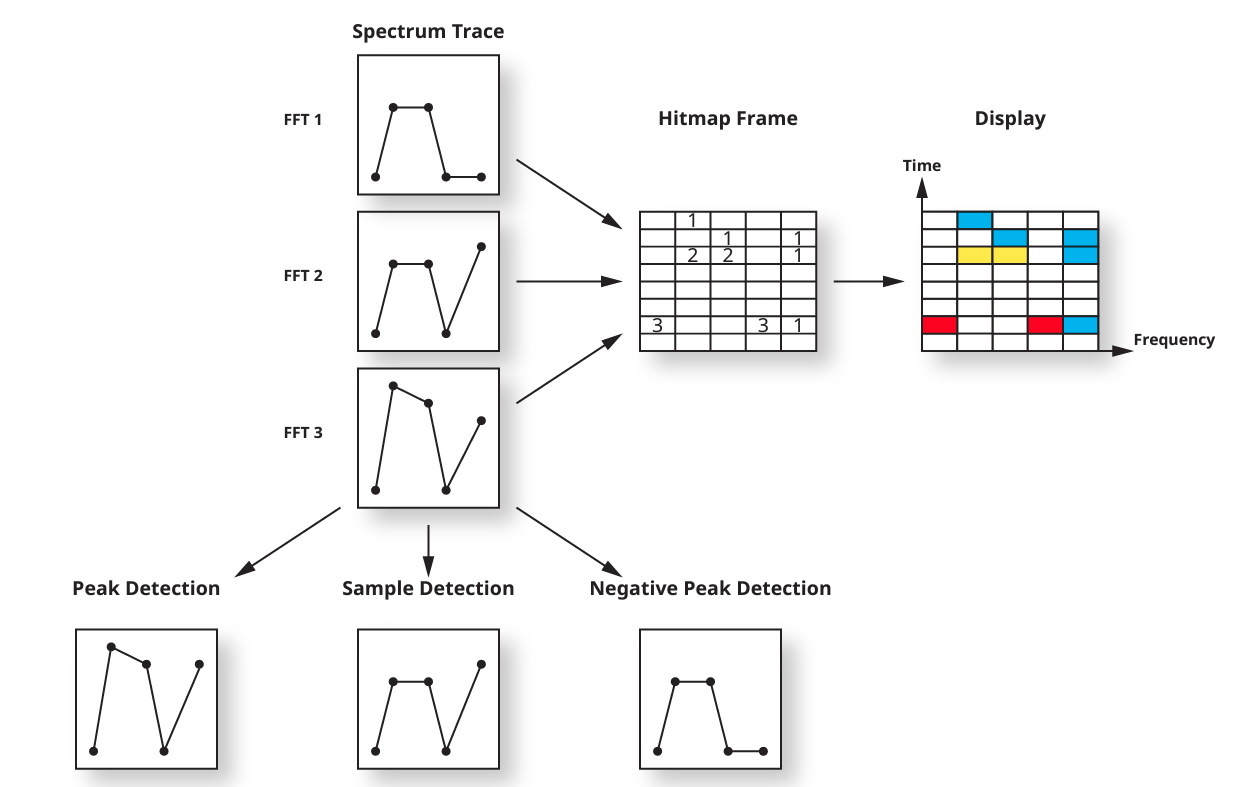 Spectrum Trace
FFT 1
Hitmap Frame
Display
Time
1
1 1
2 2 1
3 3 1
FFT 2
Frequency
FFT 3
Peak Detection
Sample Detection
Negative Peak Detection